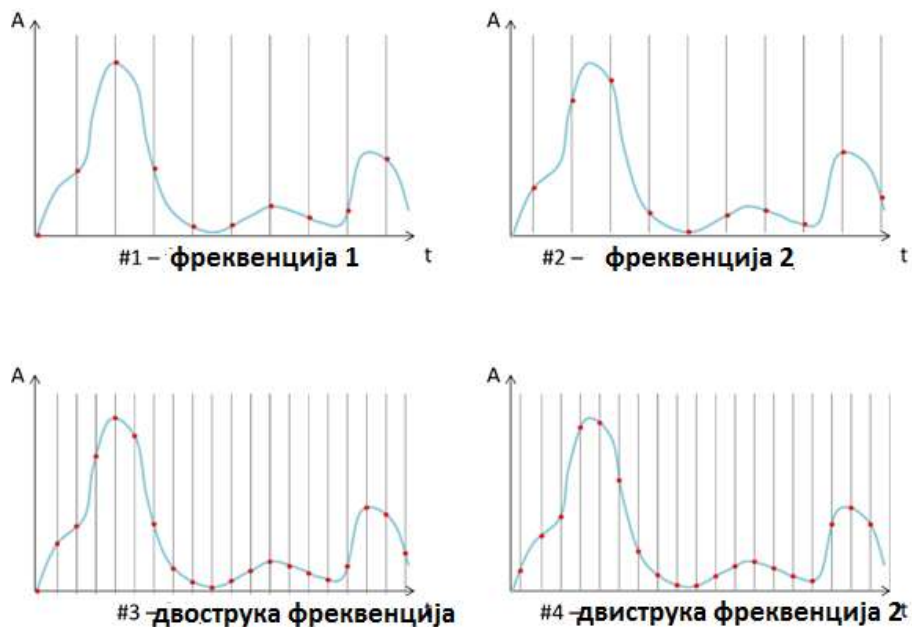 A
A
#1 – фреквенција 1 t
#2 – фреквенција 2 t
A
A
#3 – двострука фреквенција t
#4 – двиструка фреквенција 2 t